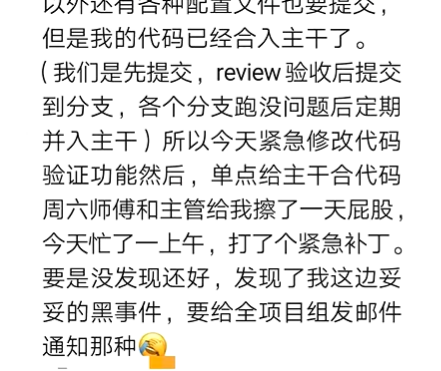 以外还有各种配置文件也要提交，
但是我的代码已经合入主干了。
（我们是先提交，review验收后提交
到分支，各个分支跑没问题后定期
并入主干）所以今天紧急修改代码
验证功能然后，单点给主干合代码
周六师傅和主管给我擦了一天屁股，
今天忙了一上午，打了个紧急补丁。
要是没发现还好，发现了我这边妥
妥的黑事件，要给全项目组发邮件
通知那种😂